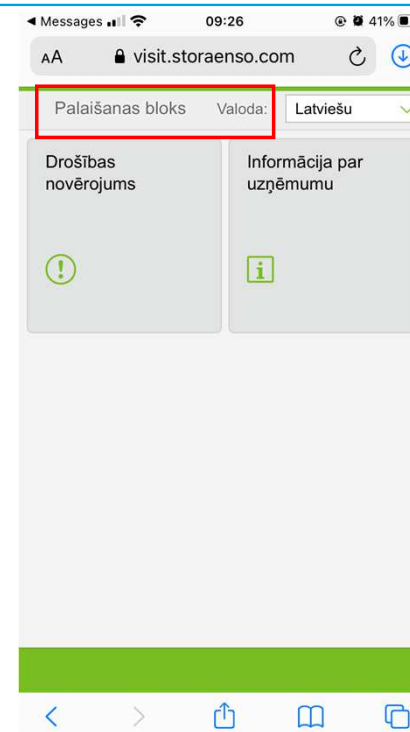 Messages 09:26 41%
AA visit.storaenso.com
Palaišanas bloks Valoda: Latviešu
Drošības
novērojums
Informācija par
uzņēmumu